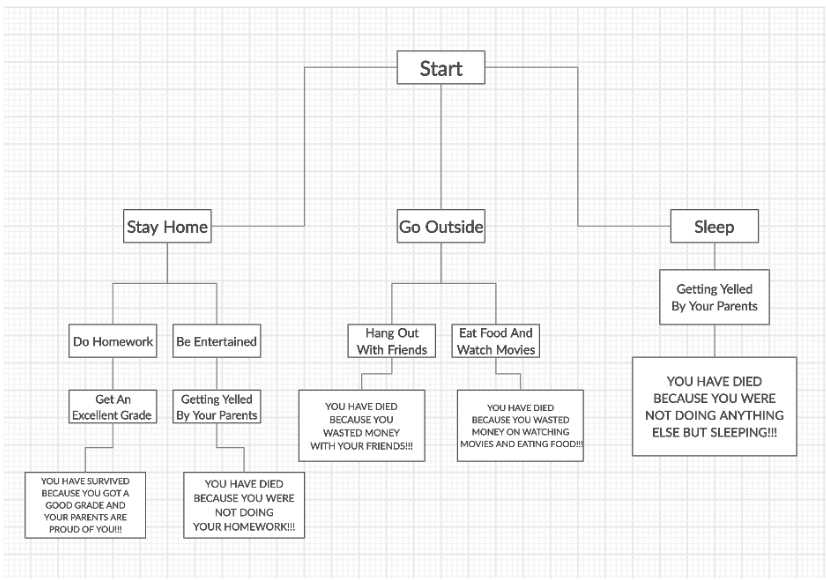 Start
Stay Home
Go Outside
Sleep
Getting Yelled
By Your Parents
Do Homework
Be Entertained
Hang Out
With Friends
Eat Food And
Watch Movies
Get An
Excellent Grade
Getting Yelled
By Your Parents
YOU HAVE DIED
BECAUSE YOU
WASTED MONEY
WITH YOUR FRIENDS!!!
YOU HAVE DIED
BECAUSE YOU WASTED
MONEY ON WATCHING
MOVIES AND EATING FOOD!!!
YOU HAVE DIED
BECAUSE YOU WERE
NOT DOING ANYTHING
ELSE BUT SLEEPING!!!
YOU HAVE SURVIVED
BECAUSE YOU GOT A
GOOD GRADE AND
YOUR PARENTS ARE
PROUD OF YOU!!!
YOU HAVE DIED
BECAUSE YOU WERE
NOT DOING
YOUR HOMEWORK!!!